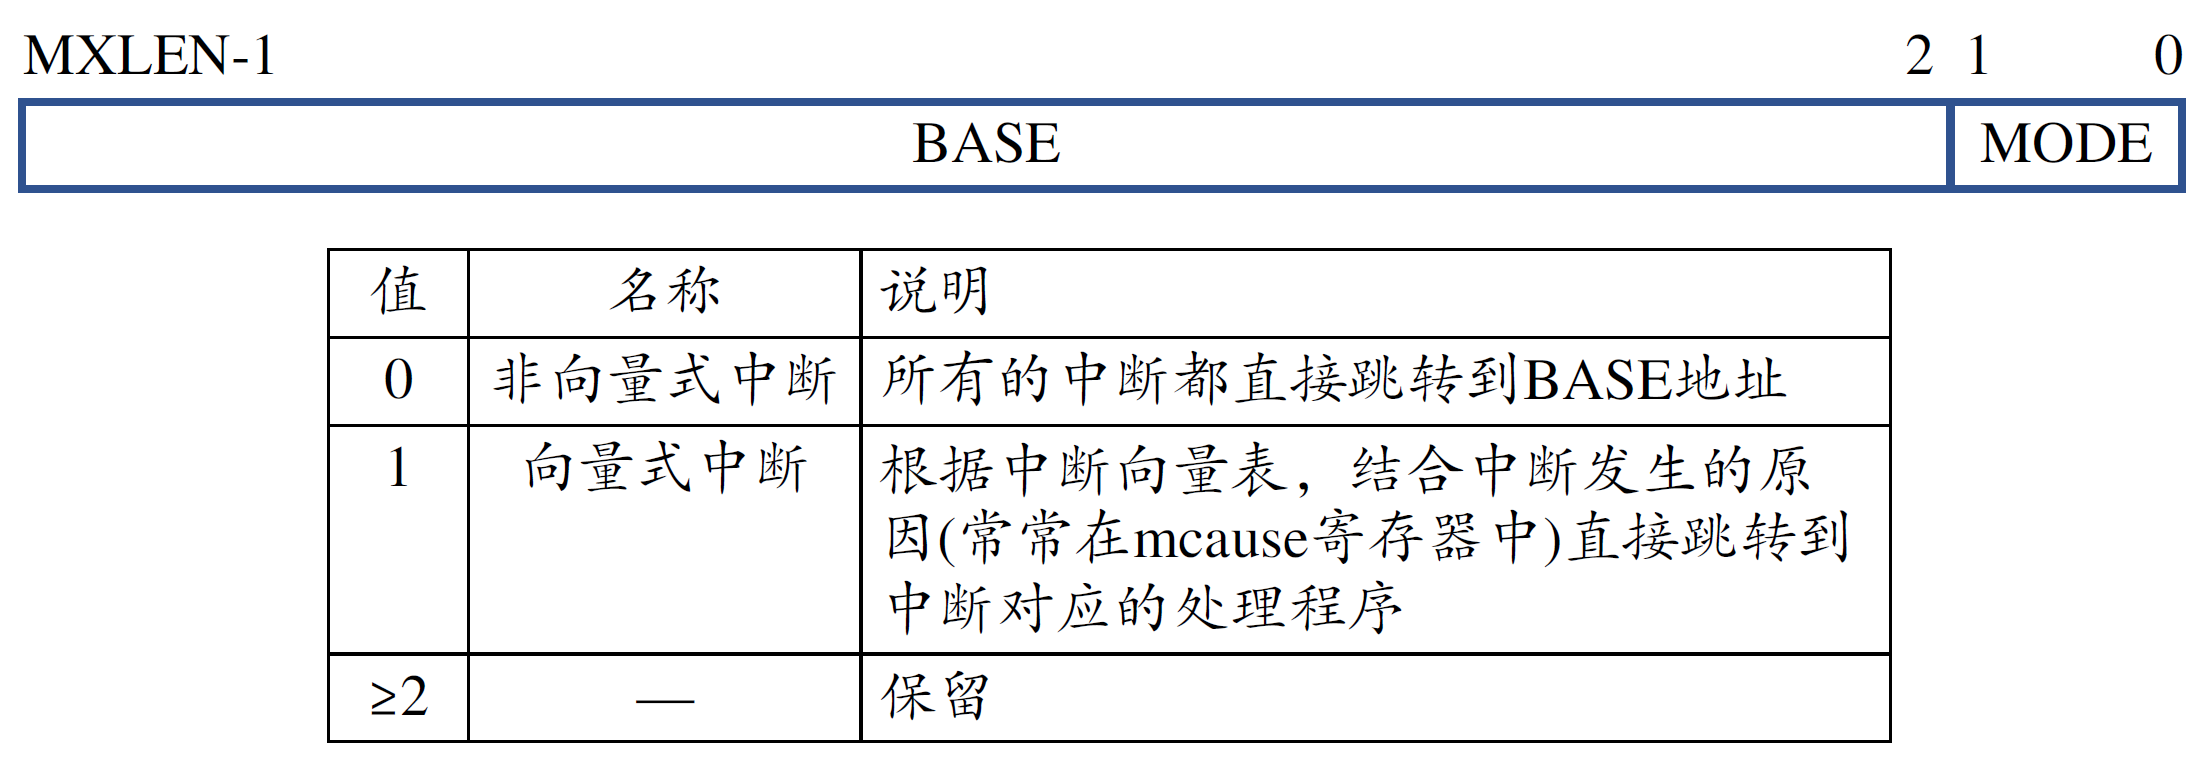 MXLEN-1 2 1 0
BASE MODE
值 名称 说明
0 非向量式中断 所有的中断都直接跳转到BASE地址
1 向量式中断 根据中断向量表，结合中断发生的原
因(常常在mcause寄存器中)直接跳转到
中断对应的处理程序
≥2 — 保留